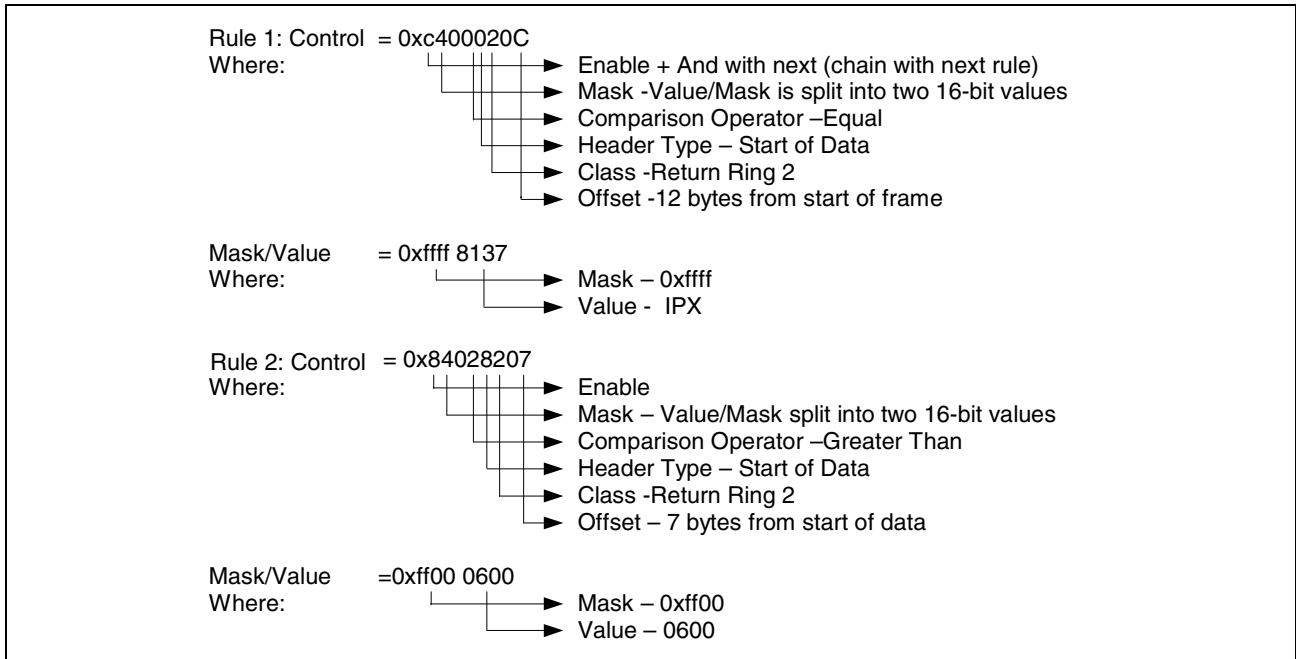 Rule 1: Control = 0xc400020C
Where:
Enable + And with next (chain with next rule)
Mask -Value/Mask is split into two 16-bit values
Comparison Operator –Equal
Header Type – Start of Data
Class -Return Ring 2
Offset -12 bytes from start of frame
Mask/Value = 0xffff 8137
Where:
Mask – 0xffff
Value - IPX
Rule 2: Control = 0x84028207
Where:
Enable
Mask – Value/Mask split into two 16-bit values
Comparison Operator –Greater Than
Header Type – Start of Data
Class -Return Ring 2
Offset – 7 bytes from start of data
Mask/Value =0xff00 0600
Where:
Mask – 0xff00
Value – 0600